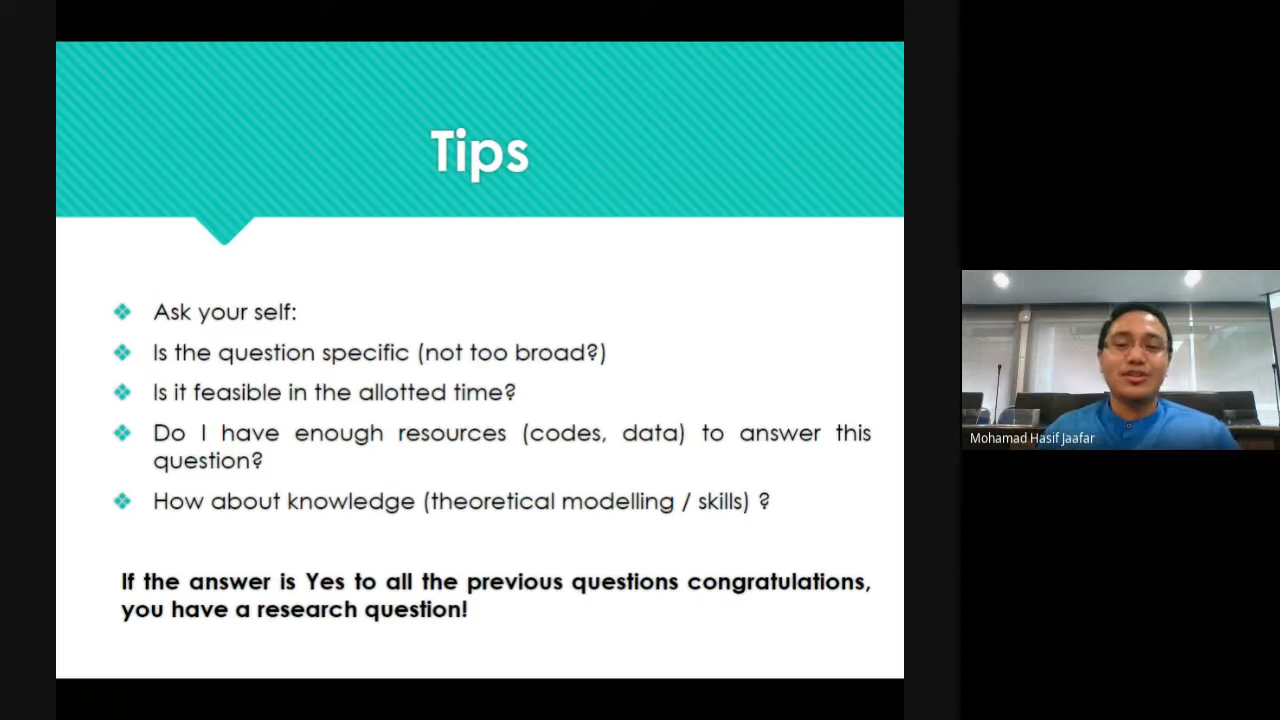 Tips
Ask your self:
Is the question specific (not too broad?)
Is it feasible in the allotted time?
Do I have enough resources (codes, data) to answer this
question?
How about knowledge (theoretical modelling / skills) ?
If the answer is Yes to all the previous questions congratulations,
you have a research question!
Mohamad Hasif Jaafar